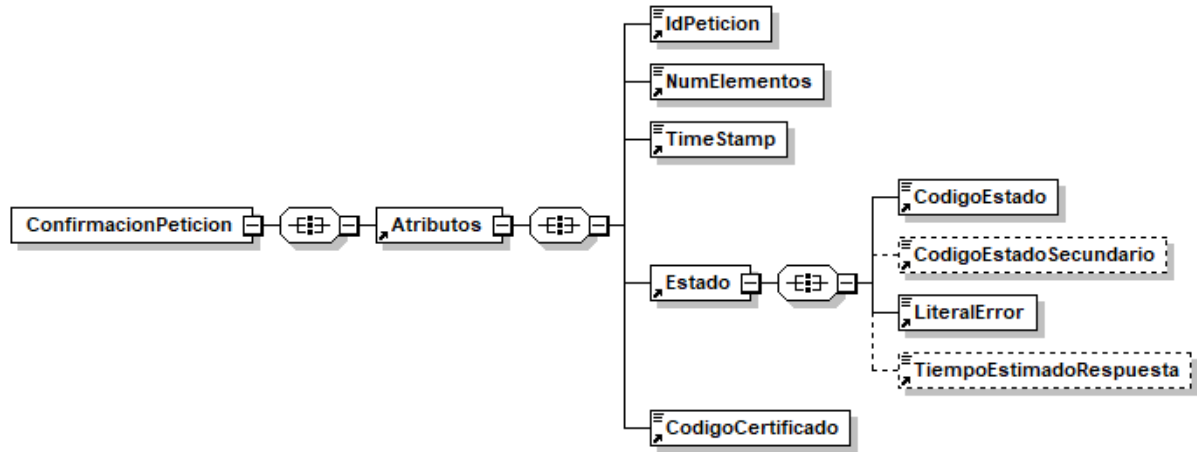 IdPeticion
NumElementos
TimeStamp
ConfirmacionPeticion
Atributos
CodigoEstado
CodigoEstadoSecundario
Estado
LiteralError
TiempoEstimadoRespuesta
CodigoCertificado